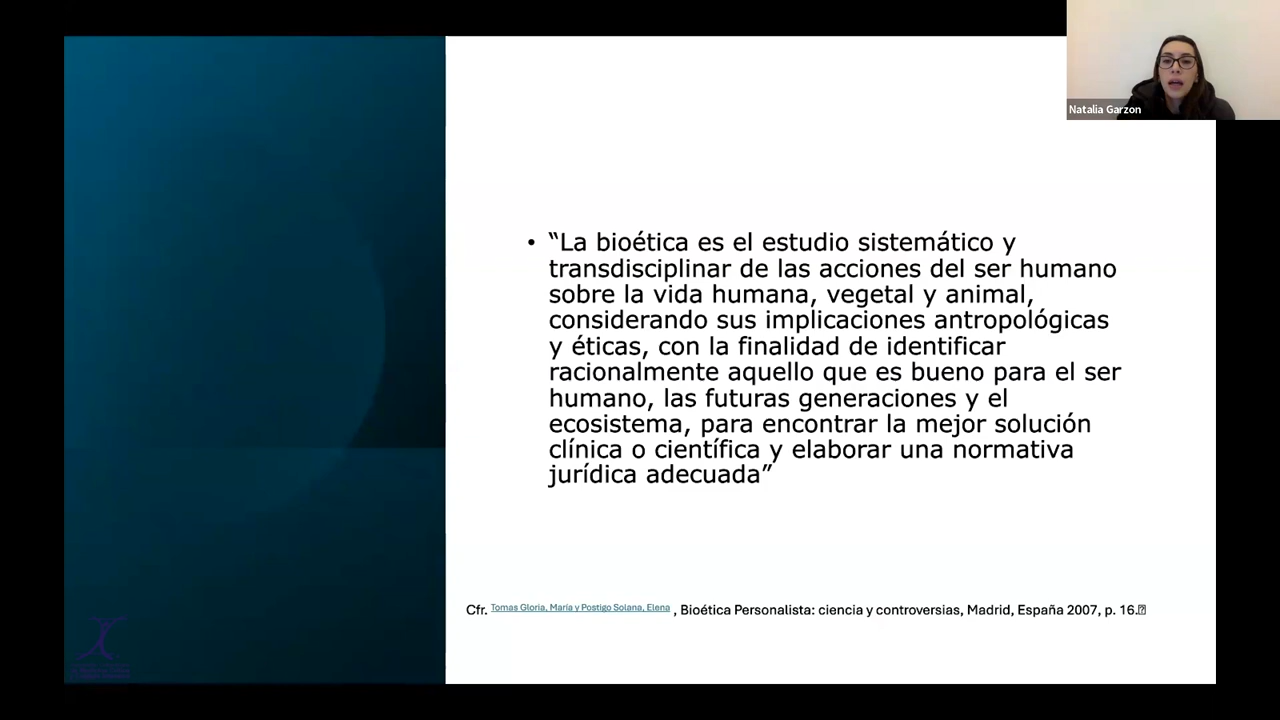 Natalia Garzon
• “La bioética es el estudio sistemático y
transdisciplinar de las acciones del ser humano
sobre la vida humana, vegetal y animal,
considerando sus implicaciones antropológicas
y éticas, con la finalidad de identificar
racionalmente aquello que es bueno para el ser
humano, las futuras generaciones y el
ecosistema, para encontrar la mejor solución
clínica o científica y elaborar una normativa
jurídica adecuada”
Cfr. Tomas Gloria, María y Postigo Solana, Elena , Bioética Personalista: ciencia y controversias, Madrid, España 2007, p. 16.